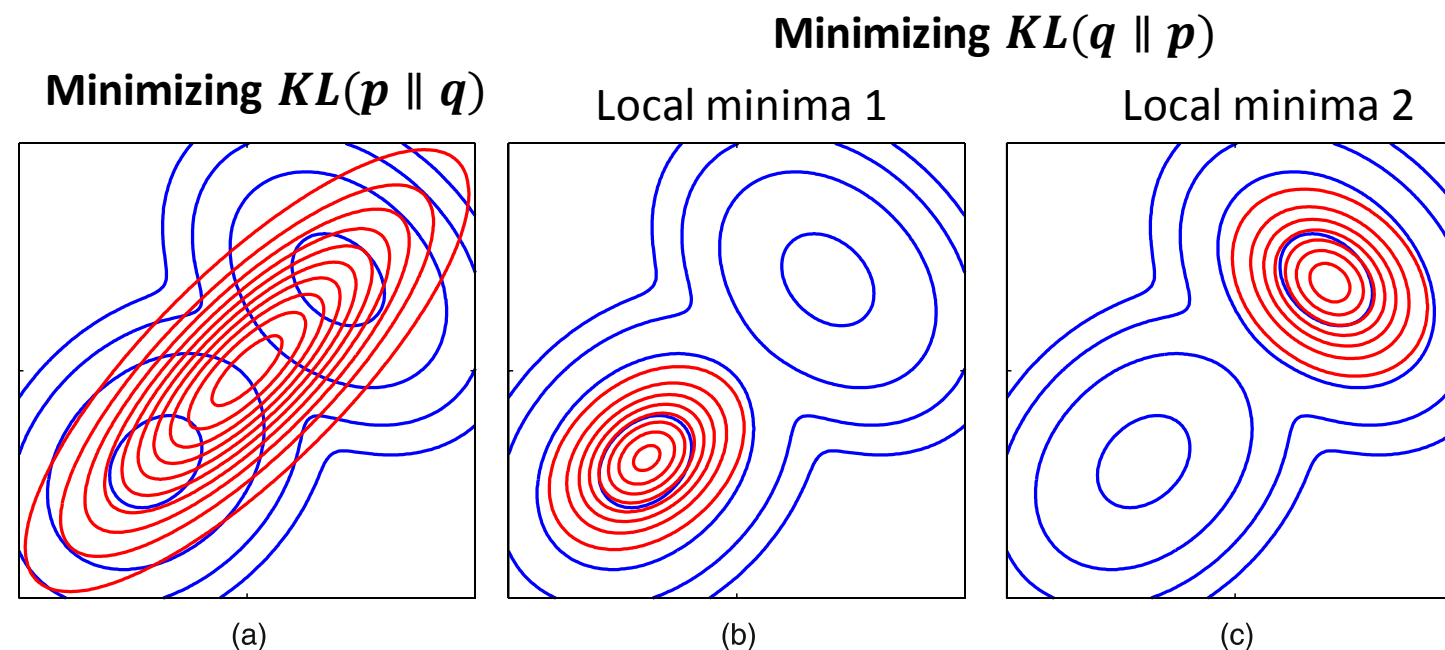 Minimizing KL(q ∥ p)
Minimizing KL(p ∥ q)
Local minima 1
Local minima 2
(a)
(b)
(c)